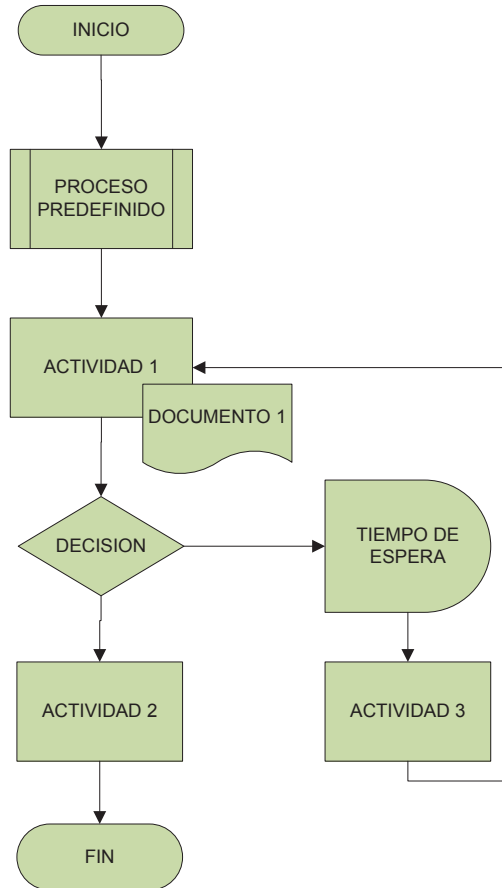 INICIO
PROCESO
PREDEFINIDO
ACTIVIDAD 1
DOCUMENTO 1
DECISION
TIEMPO DE
ESPERA
ACTIVIDAD 2
ACTIVIDAD 3
FIN